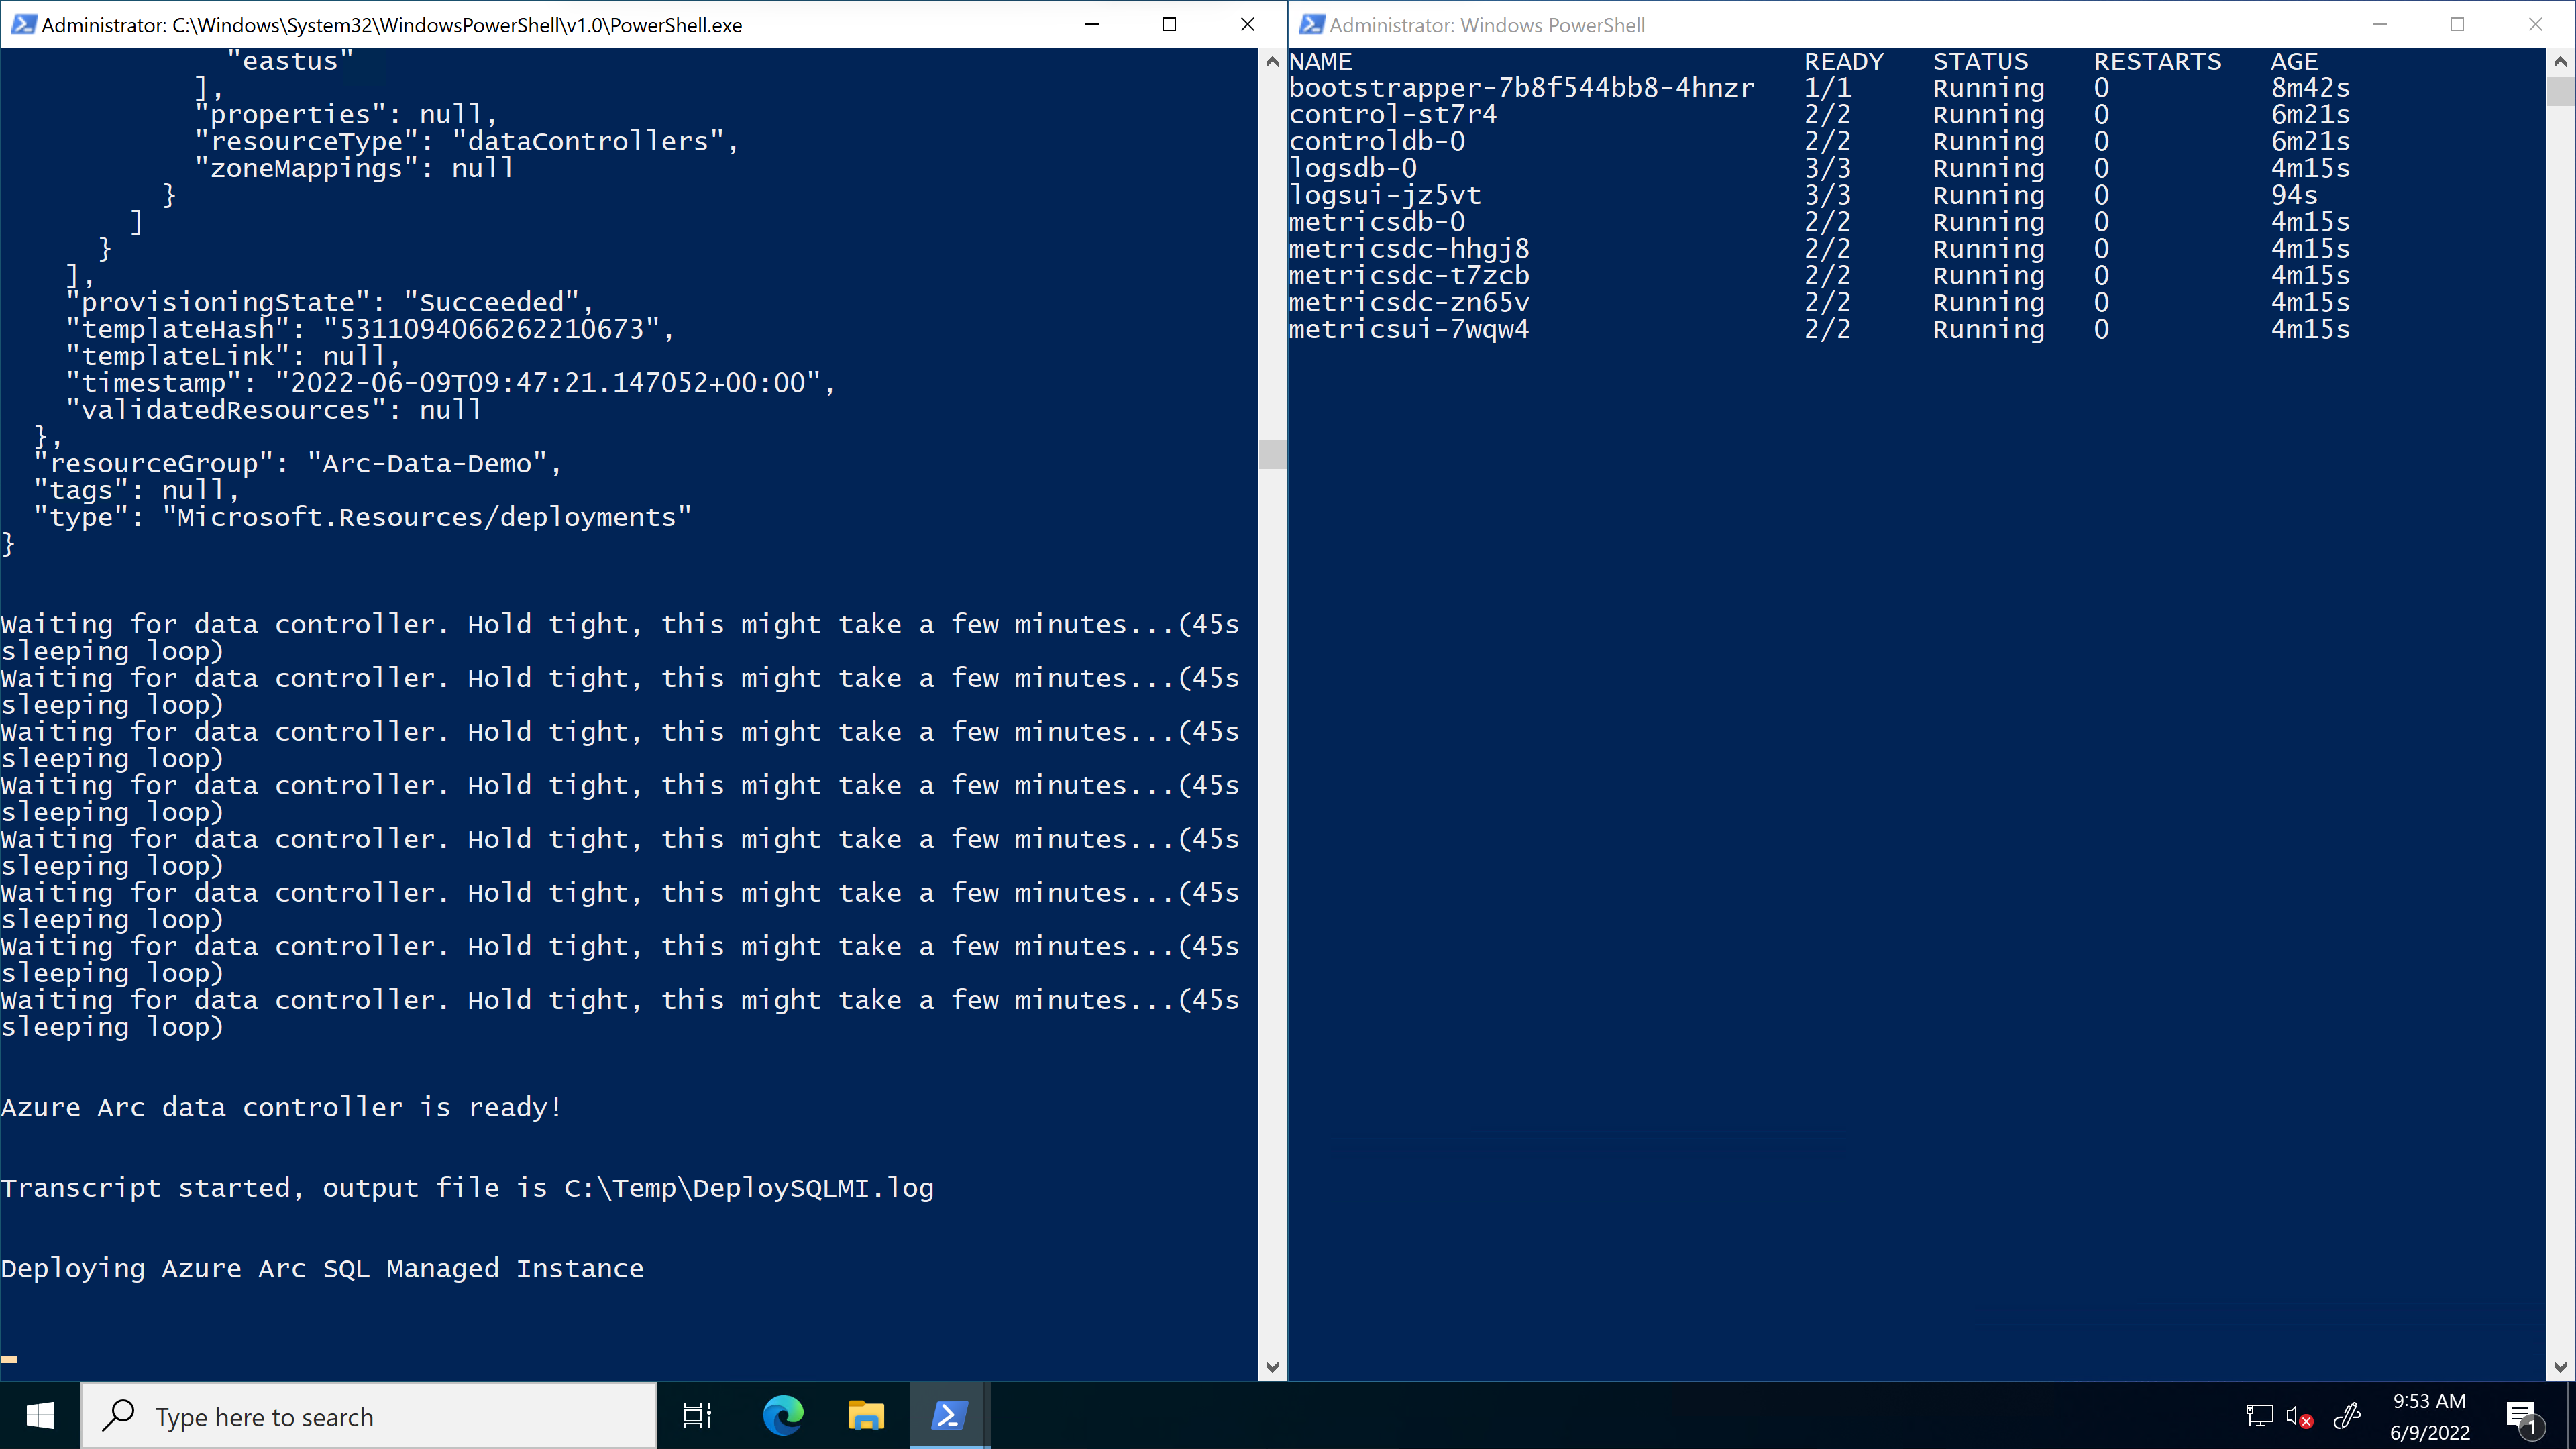 Administrator: C:\Windows\System32\WindowsPowerShell\v1.0\PowerShell.exe
"eastus"
],
"properties": null,
"resourceType": "dataControllers",
"zoneMappings": null
}
]
}
],
"provisioningState": "Succeeded",
"templateHash": "5311094066262210673",
"templateLink": null,
"timestamp": "2022-06-09T09:47:21.147052+00:00",
"validatedResources": null
},
"resourceGroup": "Arc-Data-Demo",
"tags": null,
"type": "Microsoft.Resources/deployments"
}
Waiting for data controller. Hold tight, this might take a few minutes...(45s
sleeping loop)
Waiting for data controller. Hold tight, this might take a few minutes...(45s
sleeping loop)
Waiting for data controller. Hold tight, this might take a few minutes...(45s
sleeping loop)
Waiting for data controller. Hold tight, this might take a few minutes...(45s
sleeping loop)
Waiting for data controller. Hold tight, this might take a few minutes...(45s
sleeping loop)
Waiting for data controller. Hold tight, this might take a few minutes...(45s
sleeping loop)
Waiting for data controller. Hold tight, this might take a few minutes...(45s
sleeping loop)
Waiting for data controller. Hold tight, this might take a few minutes...(45s
sleeping loop)
Azure Arc data controller is ready!
Transcript started, output file is C:\Temp\DeploySQLMI.log
Deploying Azure Arc SQL Managed Instance
Administrator: Windows PowerShell
NAME READY STATUS RESTARTS AGE
bootstrapper-7b8f544bb8-4hnzr 1/1 Running 0 8m42s
control-st7r4 2/2 Running 0 6m21s
controldb-0 2/2 Running 0 6m21s
logsdb-0 3/3 Running 0 4m15s
logsui-jz5vt 3/3 Running 0 94s
metricsdb-0 2/2 Running 0 4m15s
metricsdc-hhgj8 2/2 Running 0 4m15s
metricsdc-t7zcb 2/2 Running 0 4m15s
metricsdc-zn65v 2/2 Running 0 4m15s
metricsui-7wqw4 2/2 Running 0 4m15s
Type here to search
9:53 AM
6/9/2022
1